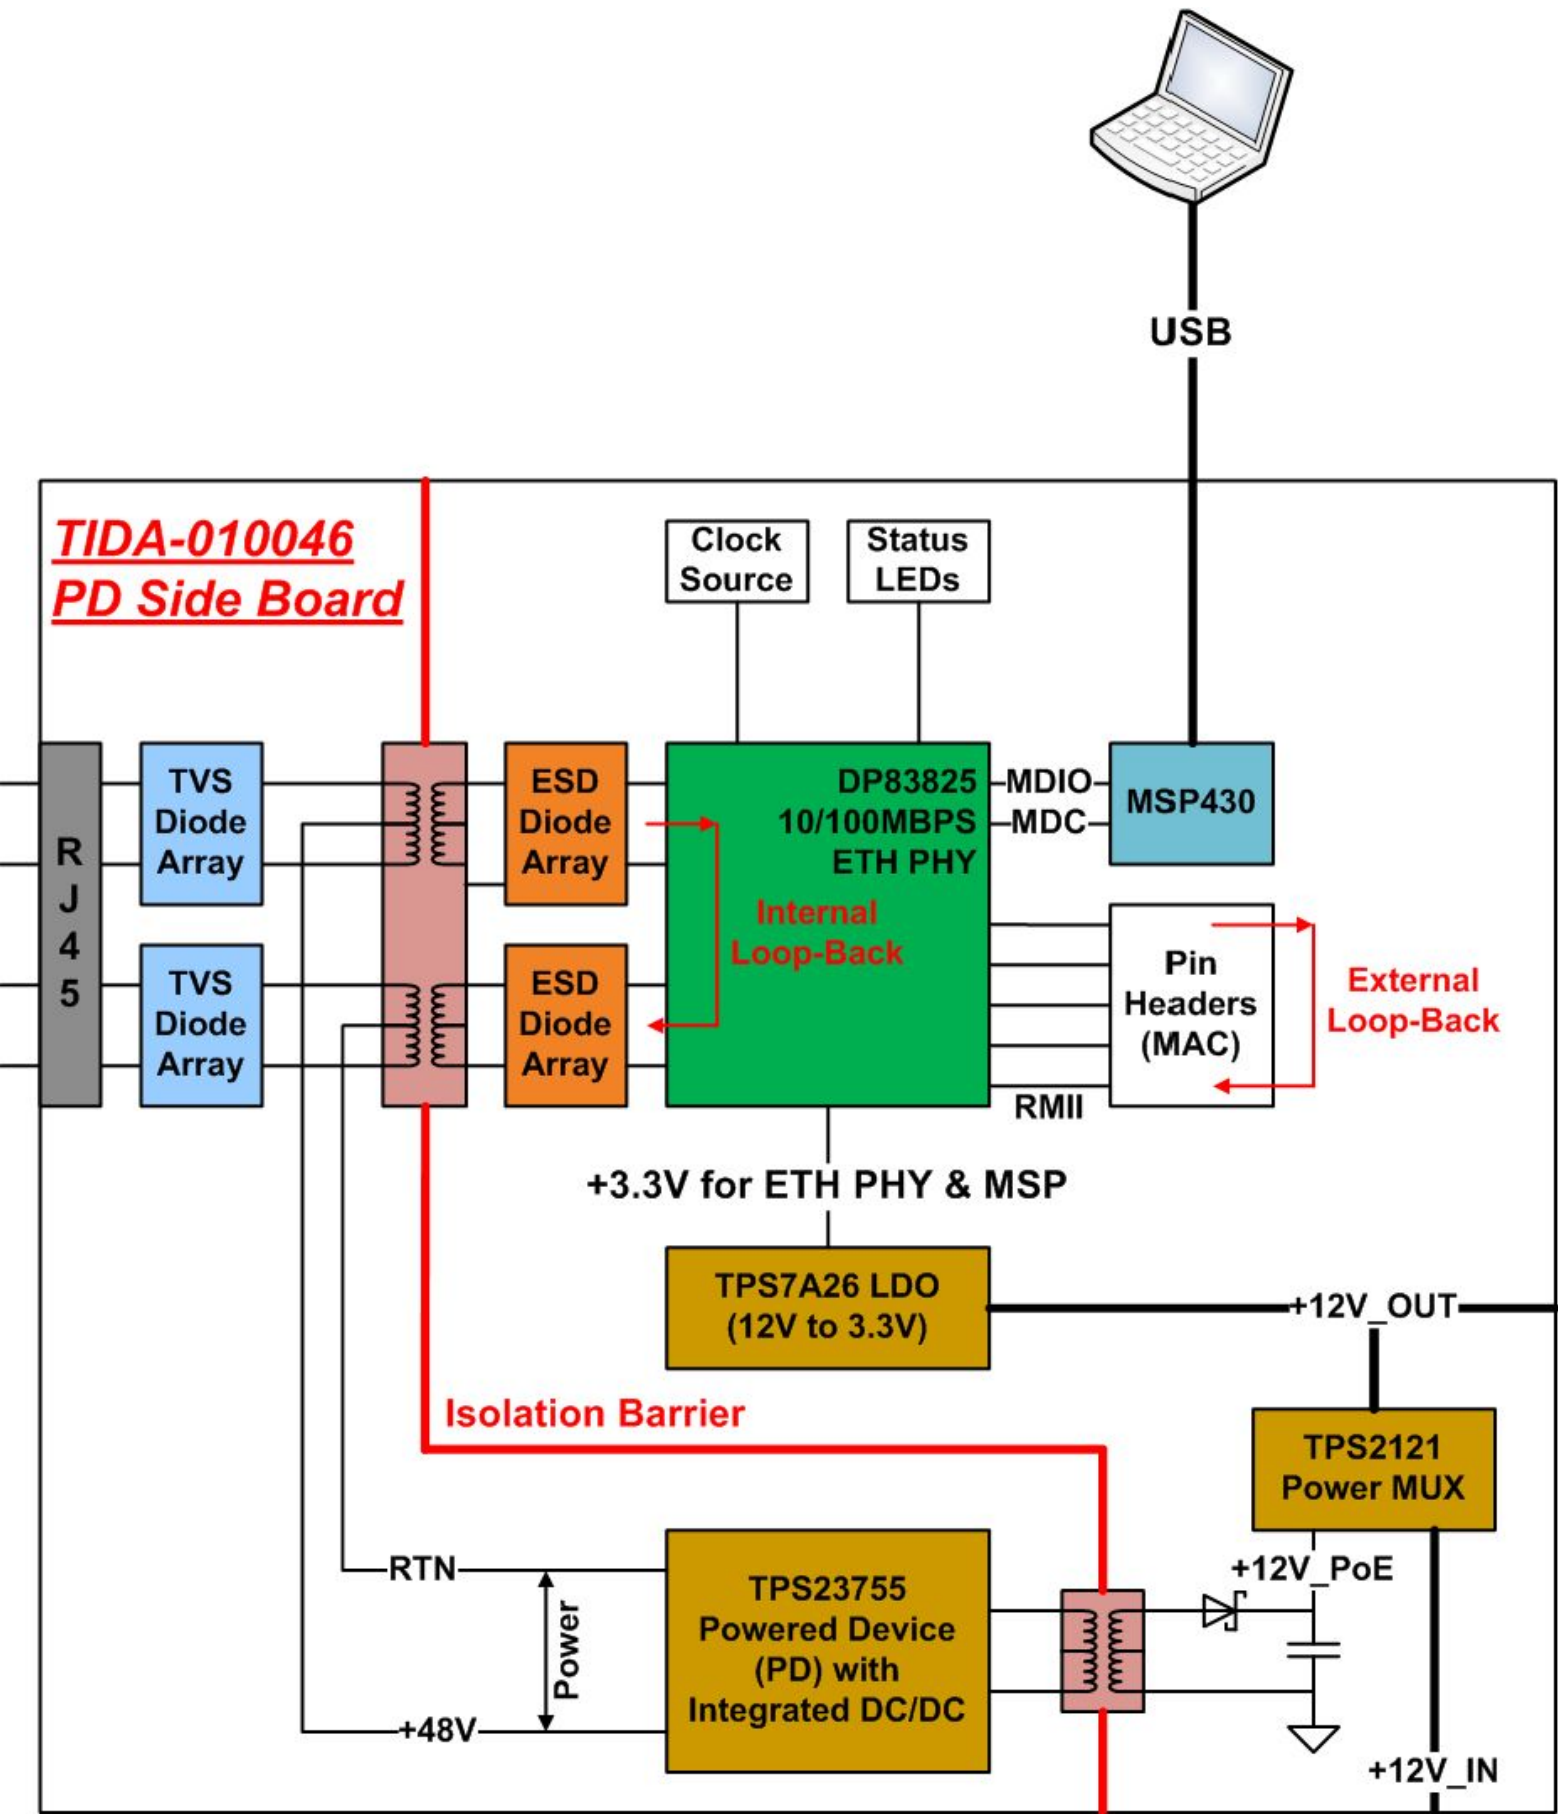 USB
TIDA-010046
PD Side Board
Clock
Source
Status
LEDs
R
J
4
5
TVS
Diode
Array
TVS
Diode
Array
ESD
Diode
Array
ESD
Diode
Array
DP83825
10/100MBPS
ETH PHY
Internal
Loop-Back
MDIO
MDC
MSP430
Pin
Headers
(MAC)
External
Loop-Back
RMII
+3.3V for ETH PHY & MSP
TPS7A26 LDO
(12V to 3.3V)
+12V_OUT
Isolation Barrier
TPS2121
Power MUX
RTN
Power
+48V
TPS23755
Powered Device
(PD) with
Integrated DC/DC
+12V_PoE
+12V_IN